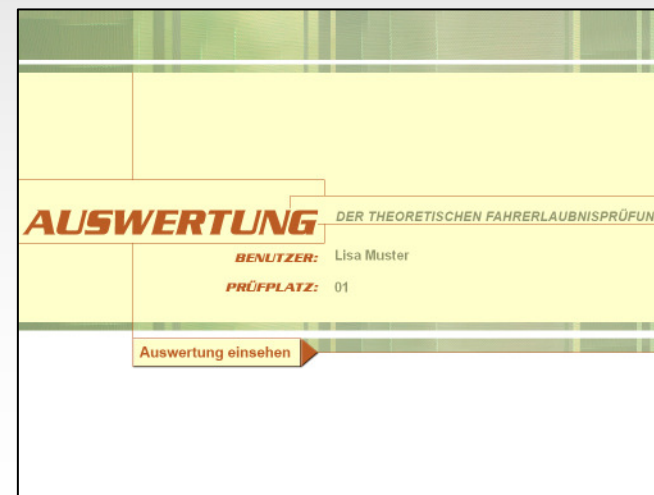 AUSWERTUNG
DER THEORETISCHEN FAHRERLAUBNISPRÜFUN
BENUTZER: Lisa Muster
PRÜFPLATZ: 01
Auswertung einsehen